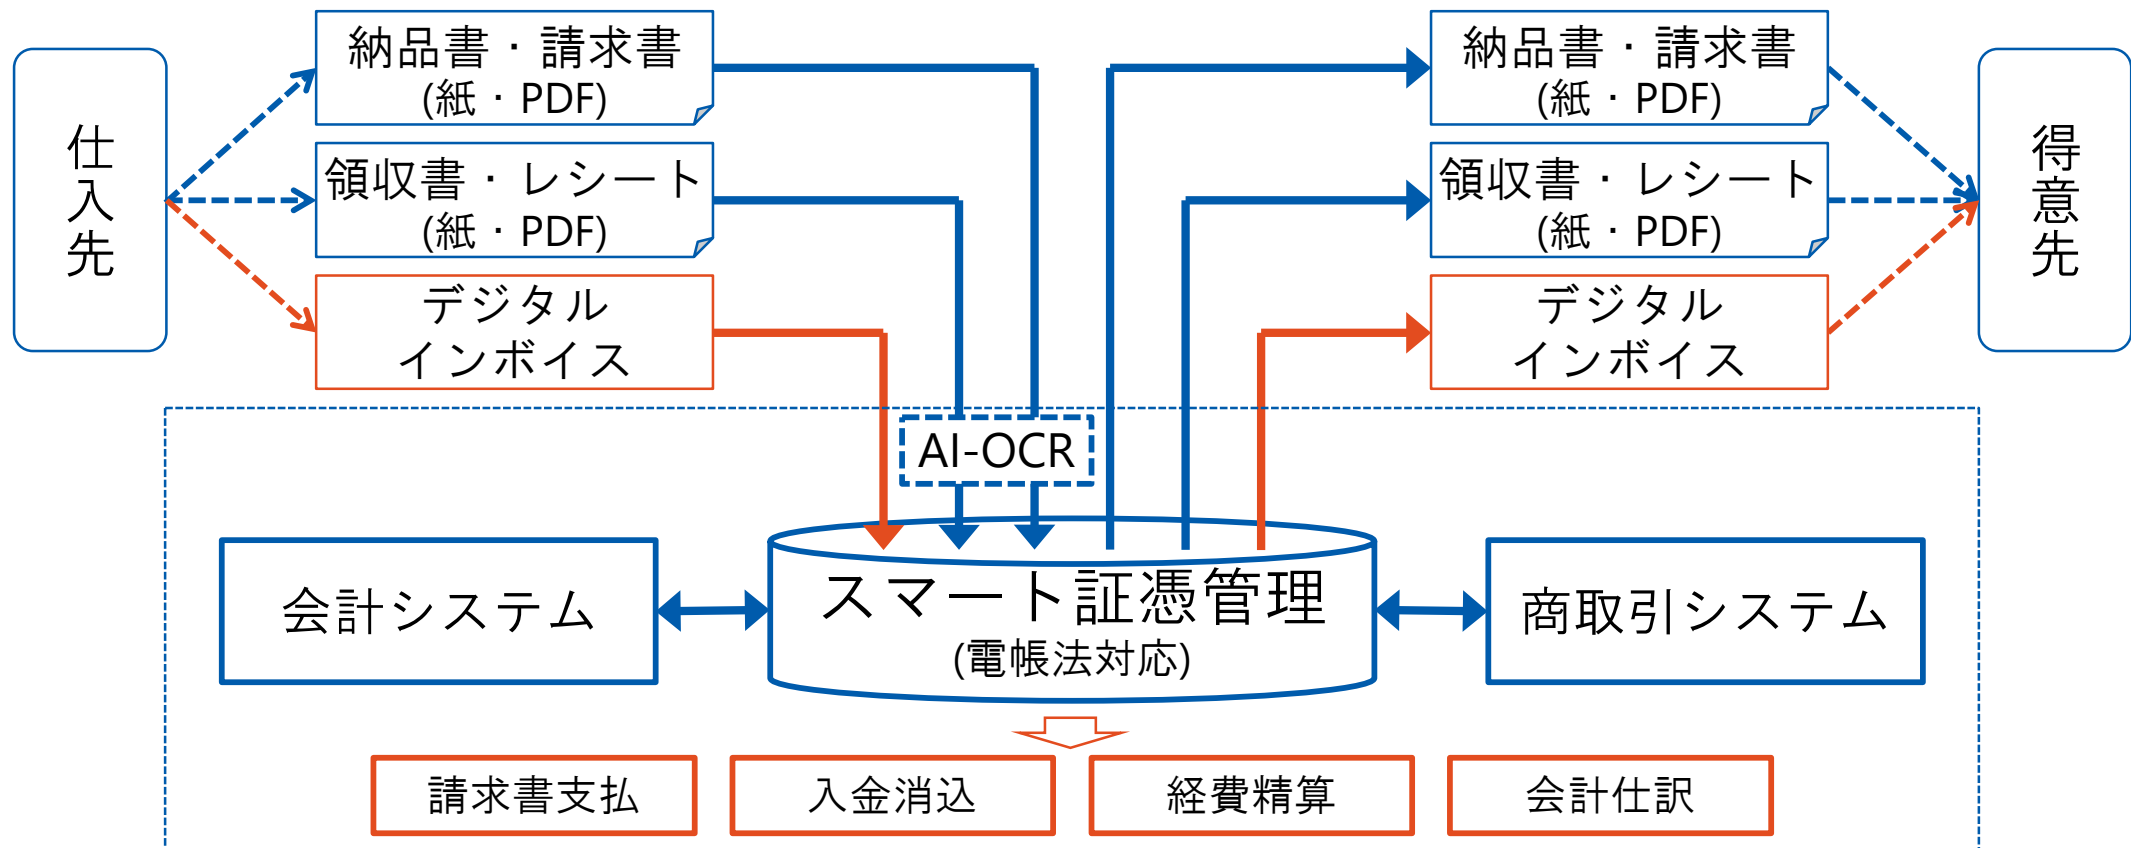 仕入先
納品書・請求書
(紙・PDF)
領収書・レシート
(紙・PDF)
デジタル
インボイス
納品書・請求書
(紙・PDF)
領収書・レシート
(紙・PDF)
デジタル
インボイス
得意先
AI-OCR
会計システム
スマート証憑管理
(電帳法対応)
商取引システム
請求書支払
入金消込
経費精算
会計仕訳